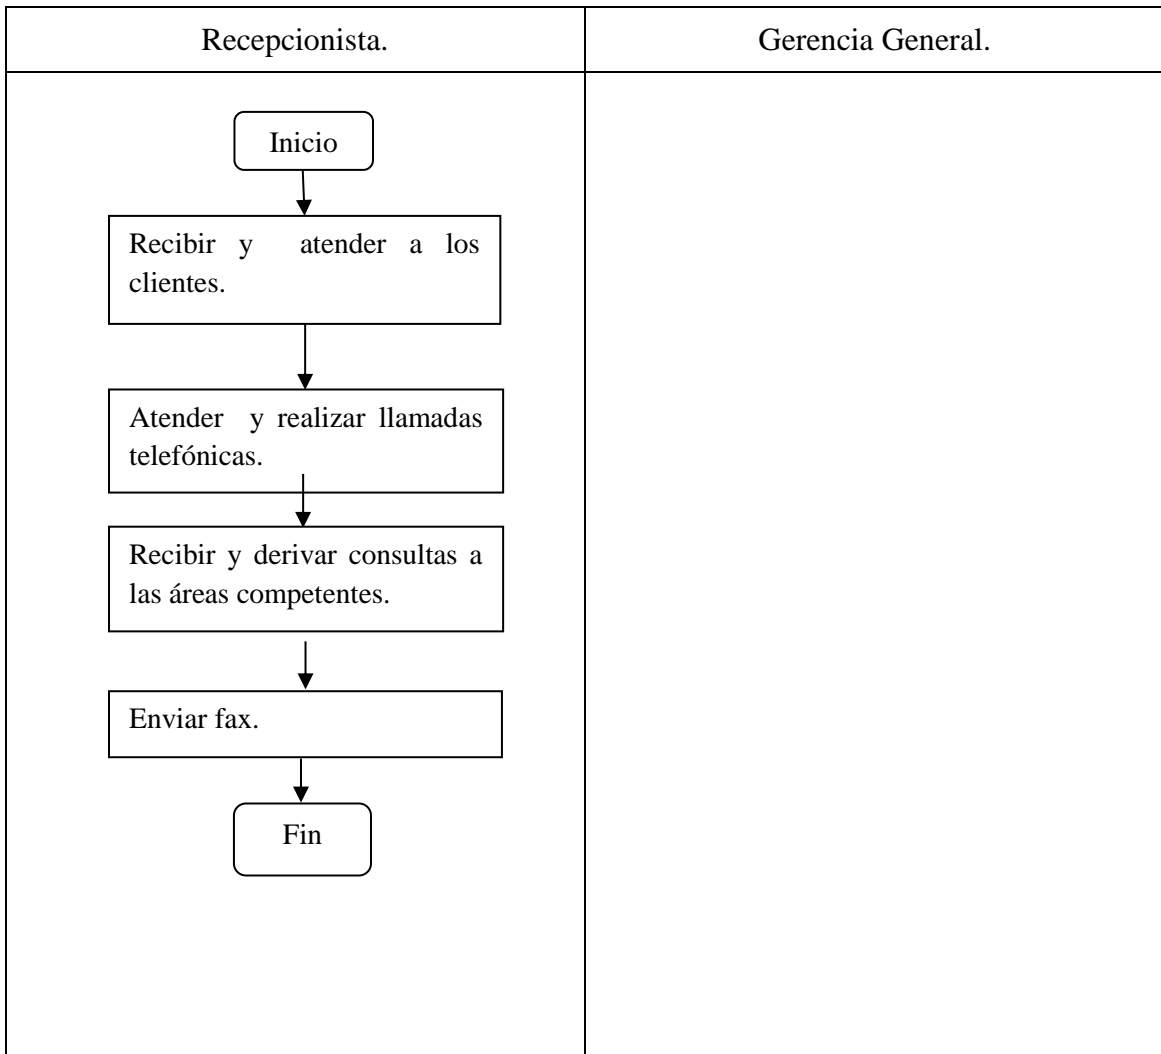 Recepcionista.
Gerencia General.
Inicio
Recibir y atender a los
clientes.
Atender y realizar llamadas
telefónicas.
Recibir y derivar consultas a
las áreas competentes.
Enviar fax.
Fin